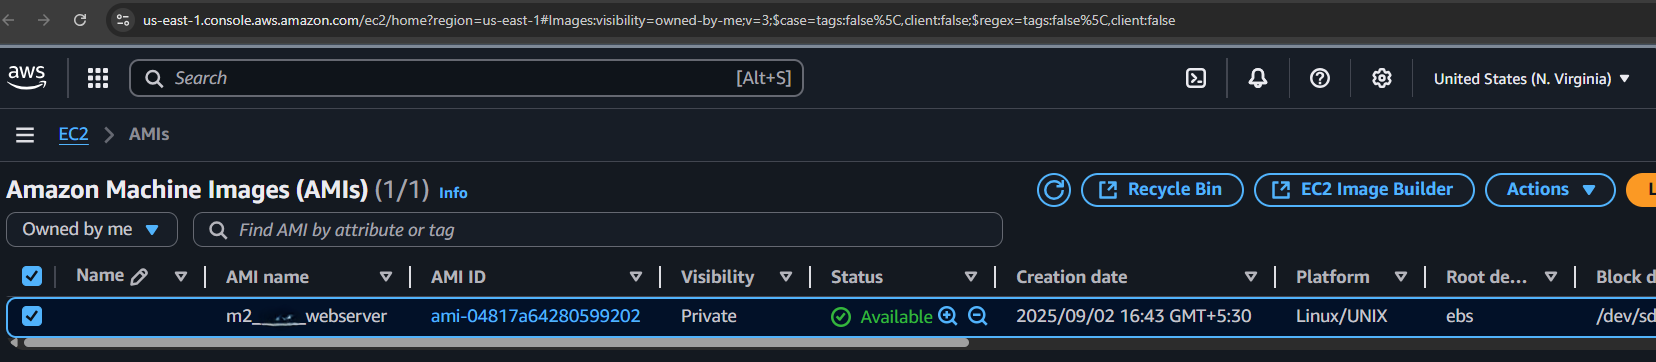 us-east-1.console.aws.amazon.com/ec2/home?region=us-east-1#Images:visibility=owned-by-me;v=3;$case=tags:false%5C,client:false;$regex=tags:false%5C,client:false
aws Search [Alt+S] United States (N. Virginia)
EC2 > AMIs
Amazon Machine Images (AMIs) (1/1) Info Recycle Bin EC2 Image Builder Actions
Owned by me Find AMI by attribute or tag
Name AMI name AMI ID Visibility Status Creation date Platform Root de... Block d
m2_ _webserver ami-04817a64280599202 Private Available 2025/09/02 16:43 GMT+5:30 Linux/UNIX ebs /dev/sd